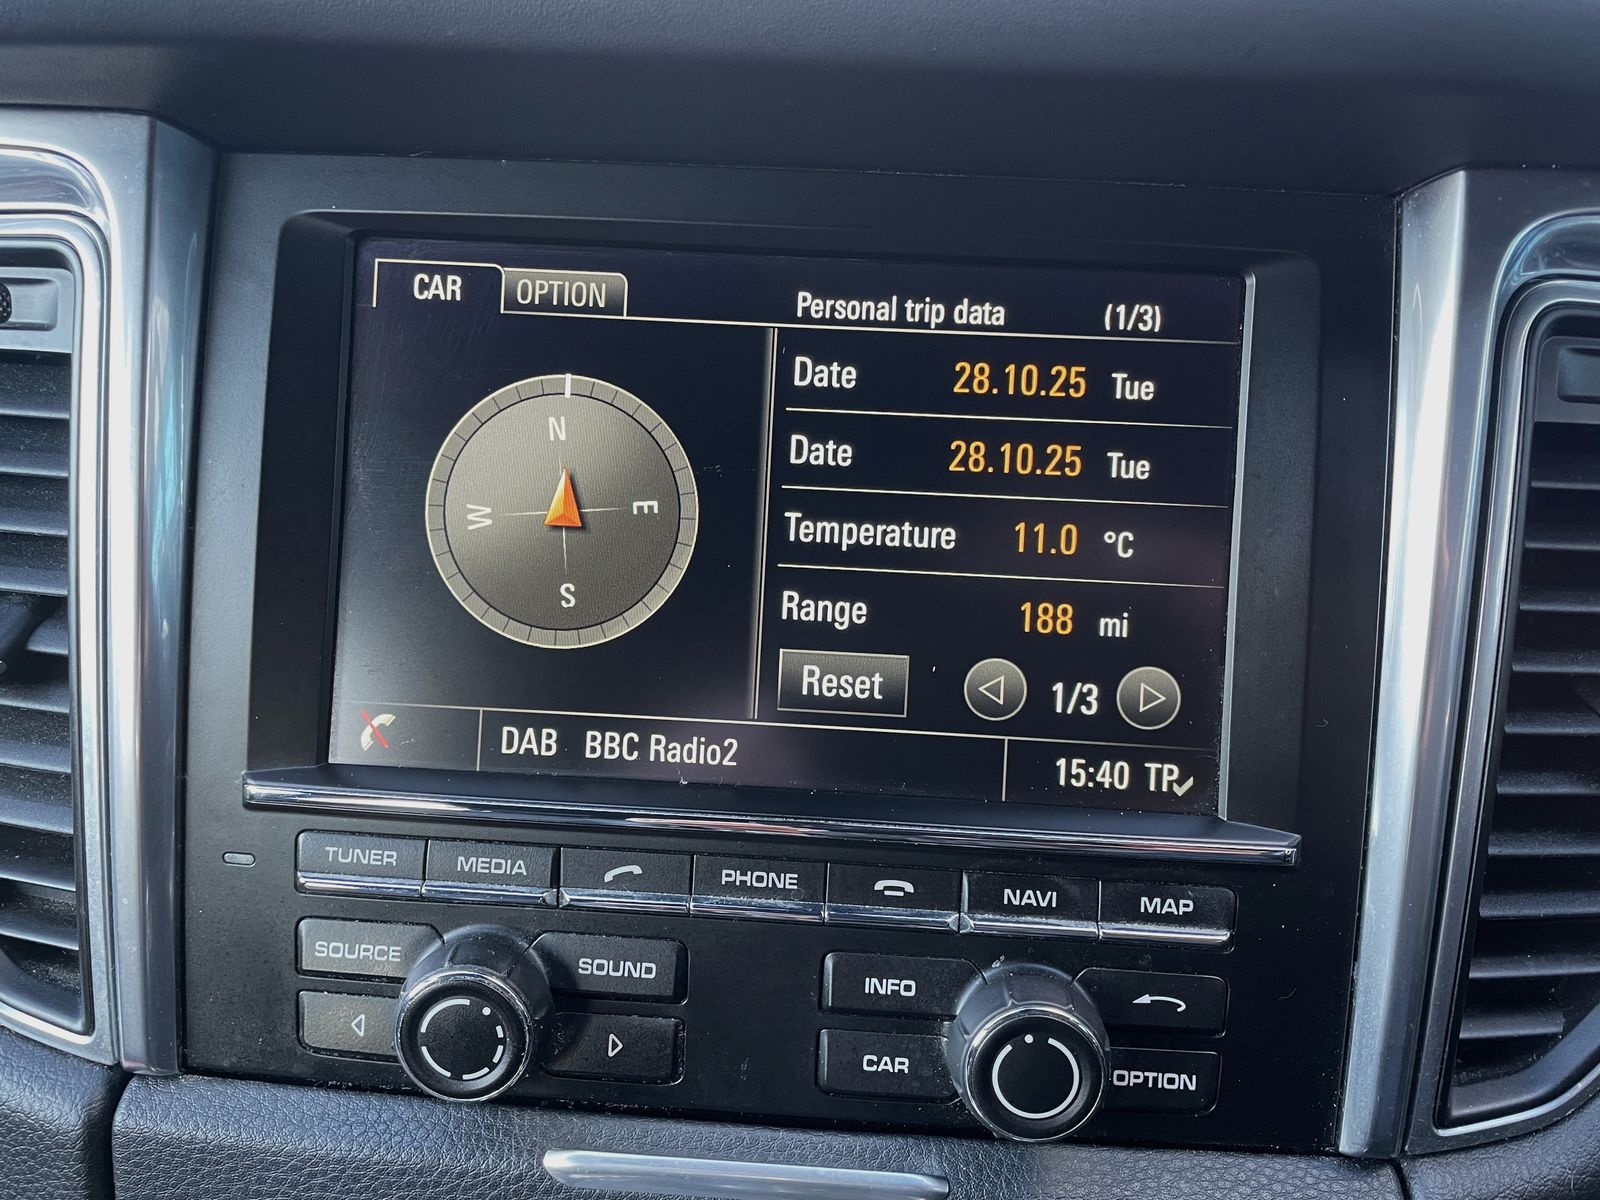 CAR OPTION
Personal trip data (1/3)
N
W E
S
Date 28.10.25 Tue
Date 28.10.25 Tue
Temperature 11.0 °C
Range 188 mi
Reset 1/3
DAB BBC Radio2
15:40 TP
TUNER MEDIA PHONE NAVI MAP
SOURCE SOUND
INFO
CAR OPTION